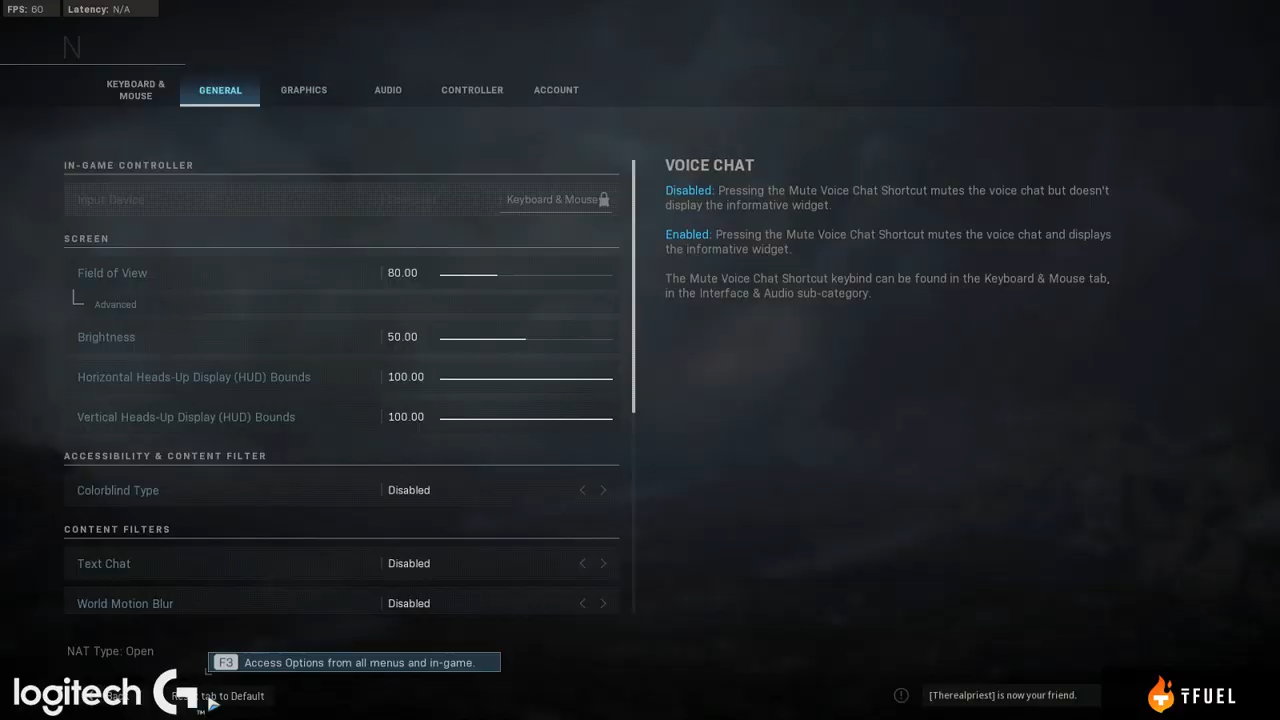 FPS: 60
Latency: N/A
N
KEYBOARD &
MOUSE
GENERAL
GRAPHICS
AUDIO
CONTROLLER
ACCOUNT
IN-GAME CONTROLLER
Input Device
Keyboard & Mouse
SCREEN
Field of View 80.00
Advanced
Brightness 50.00
Horizontal Heads-Up Display (HUD) Bounds 100.00
Vertical Heads-Up Display (HUD) Bounds 100.00
ACCESSIBILITY & CONTENT FILTER
Colorblind Type Disabled
CONTENT FILTERS
Text Chat Disabled
World Motion Blur Disabled
VOICE CHAT
Disabled: Pressing the Mute Voice Chat Shortcut mutes the voice chat but doesn't
display the informative widget.
Enabled: Pressing the Mute Voice Chat Shortcut mutes the voice chat and displays
the informative widget.
The Mute Voice Chat Shortcut keybind can be found in the Keyboard & Mouse tab,
in the Interface & Audio sub-category.
NAT Type: Open
F3 Access Options from all menus and in-game.
logitech G
TM
tab to Default
[Therealpriest] is now your friend.
TFUEL